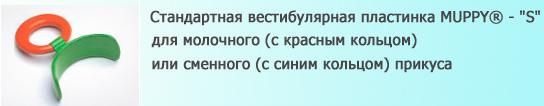 Стандартная вестибулярная пластинка MUPPY® - "S"
для молочного (с красным кольцом)
или сменного (с синим кольцом) прикуса